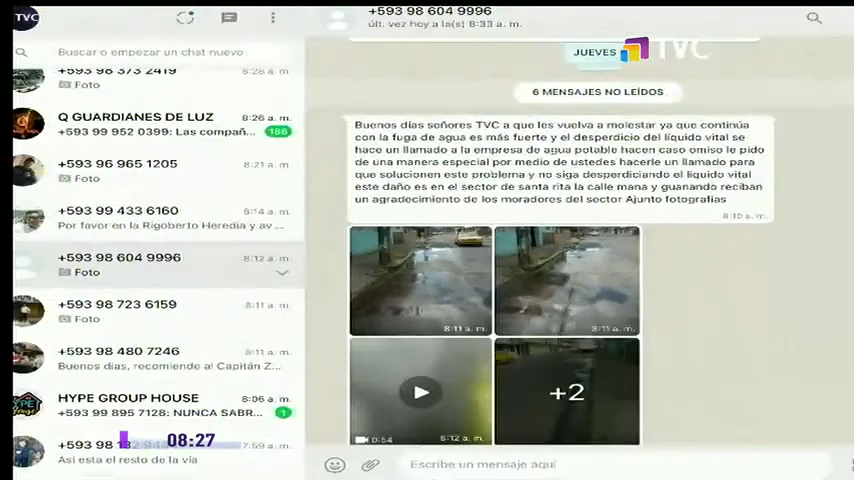 TVC
+593 98 604 9996
últ. vez hoy a la(s) 8:33 a. m.
Buscar o empezar un chat nuevo
+593 98 373 2419
8:28 a. m.
Foto
Q GUARDIANES DE LUZ
8:26 a. m.
+593 99 952 0399: Las compañ...
186
+593 96 965 1205
8:21 a. m.
Foto
+593 99 433 6160
8:14 a. m.
Por favor en la Rigoberto Heredia y av ...
+593 98 604 9996
8:12 a. m.
Foto
+593 98 723 6159
8:11 a. m.
Foto
+593 98 480 7246
8:11 a. m.
Buenos días, recomiende al Capitán Z...
HYPE GROUP HOUSE
8:06 a. m.
+593 99 895 7128: NUNCA SABR...
1
+593 98
7:59 a. m.
Asi esta el resto de la via
08:27
JUEVES
TVC
6 MENSAJES NO LEÍDOS
Buenos días señores TVC a que les vuelva a molestar ya que continúa
con la fuga de agua es más fuerte y el desperdicio del líquido vital se
hace un llamado a la empresa de agua potable hacen caso omiso le pido
de una manera especial por medio de ustedes hacerle un llamado para
que solucionen este problema y no siga desperdiciendo el líquido vital
este daño es en el sector de santa rita la calle mana y guanando reciban
un agradecimiento de los moradores del sector Ajunto fotografías
8:10 a. m.
8:11 a. m.
8:11 a. m.
0:54
8:12 a. m.
+2
Escribe un mensaje aquí